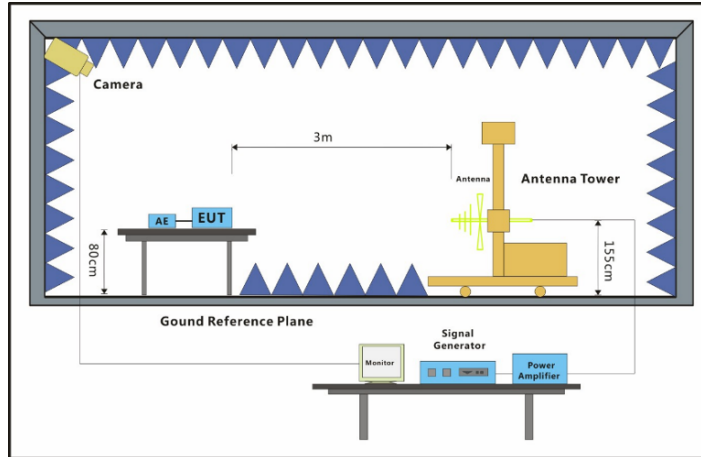 Camera
3m
Antenna
Antenna Tower
AE
EUT
80cm
155cm
Gound Reference Plane
Signal
Generator
Monitor
Power
Amplifier